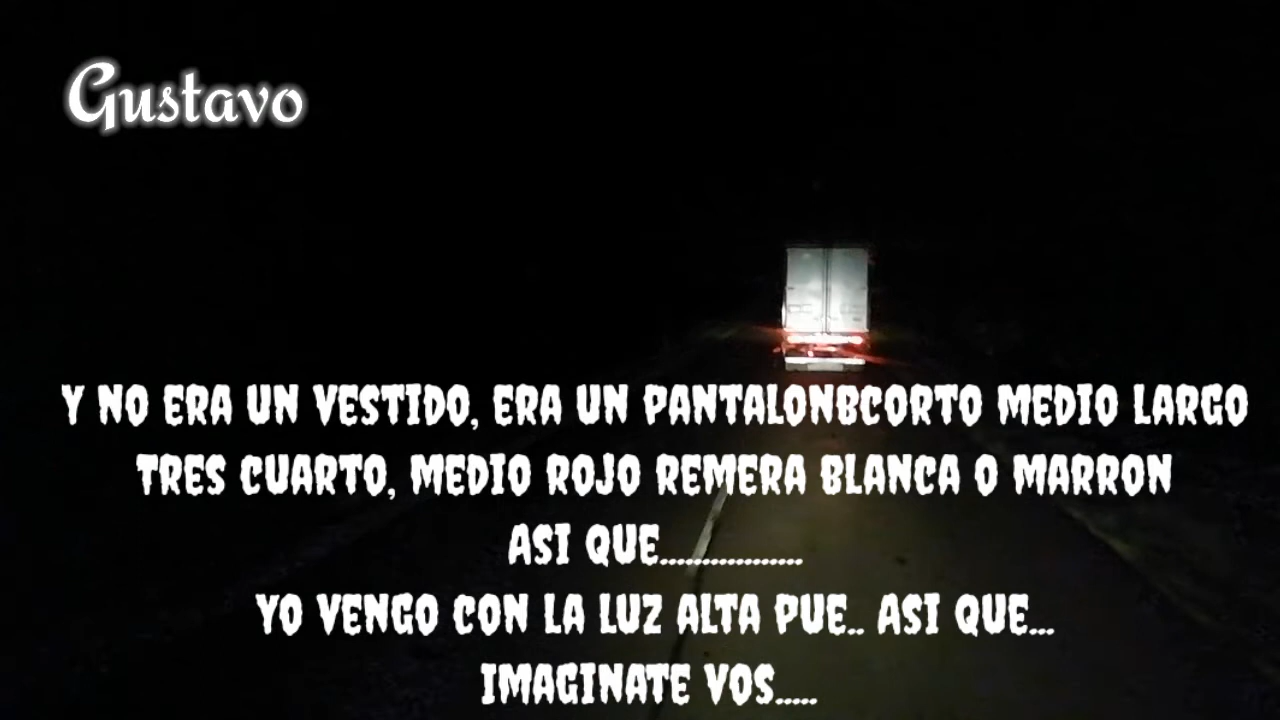 Gustavo
Y NO ERA UN VESTIDO, ERA UN PANTALONBCORTO MEDIO LARGO
TRES CUARTO, MEDIO ROJO REMERA BLANCA O MARRON
ASI QUE.................
YO VENGO CON LA LUZ ALTA PUE.. ASI QUE...
IMAGINATE VOS.....